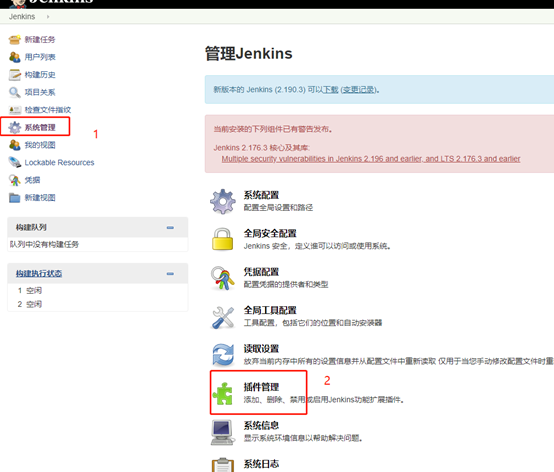 Jenkins
Jenkins
新建任务
用户列表
构建历史
项目关系
检查文件指纹
系统管理
1
我的视图
Lockable Resources
凭据
新建视图
构建队列
队列中没有构建任务
构建执行状态
1 空闲
2 空闲
管理Jenkins
新版本的 Jenkins (2.190.3) 可以下载 (变更记录)。
当前安装的下列组件已有警告发布。
Jenkins 2.176.3 核心及其库:
Multiple security vulnerabilities in Jenkins 2.196 and earlier, and LTS 2.176.3 and earlier
系统配置
配置全局设置和路径
全局安全配置
Jenkins 安全，定义谁可以访问或使用系统。
凭据配置
配置凭据的提供者和类型
全局工具配置
工具配置，包括它们的位置和自动安装器
读取设置
放弃当前内存中所有的设置信息并从配置文件中重新读取 仅用于当您手动修改配置文件时重
插件管理
2
添加、删除、禁用或启用Jenkins功能扩展插件。
系统信息
显示系统环境信息以帮助解决问题。
系统日志